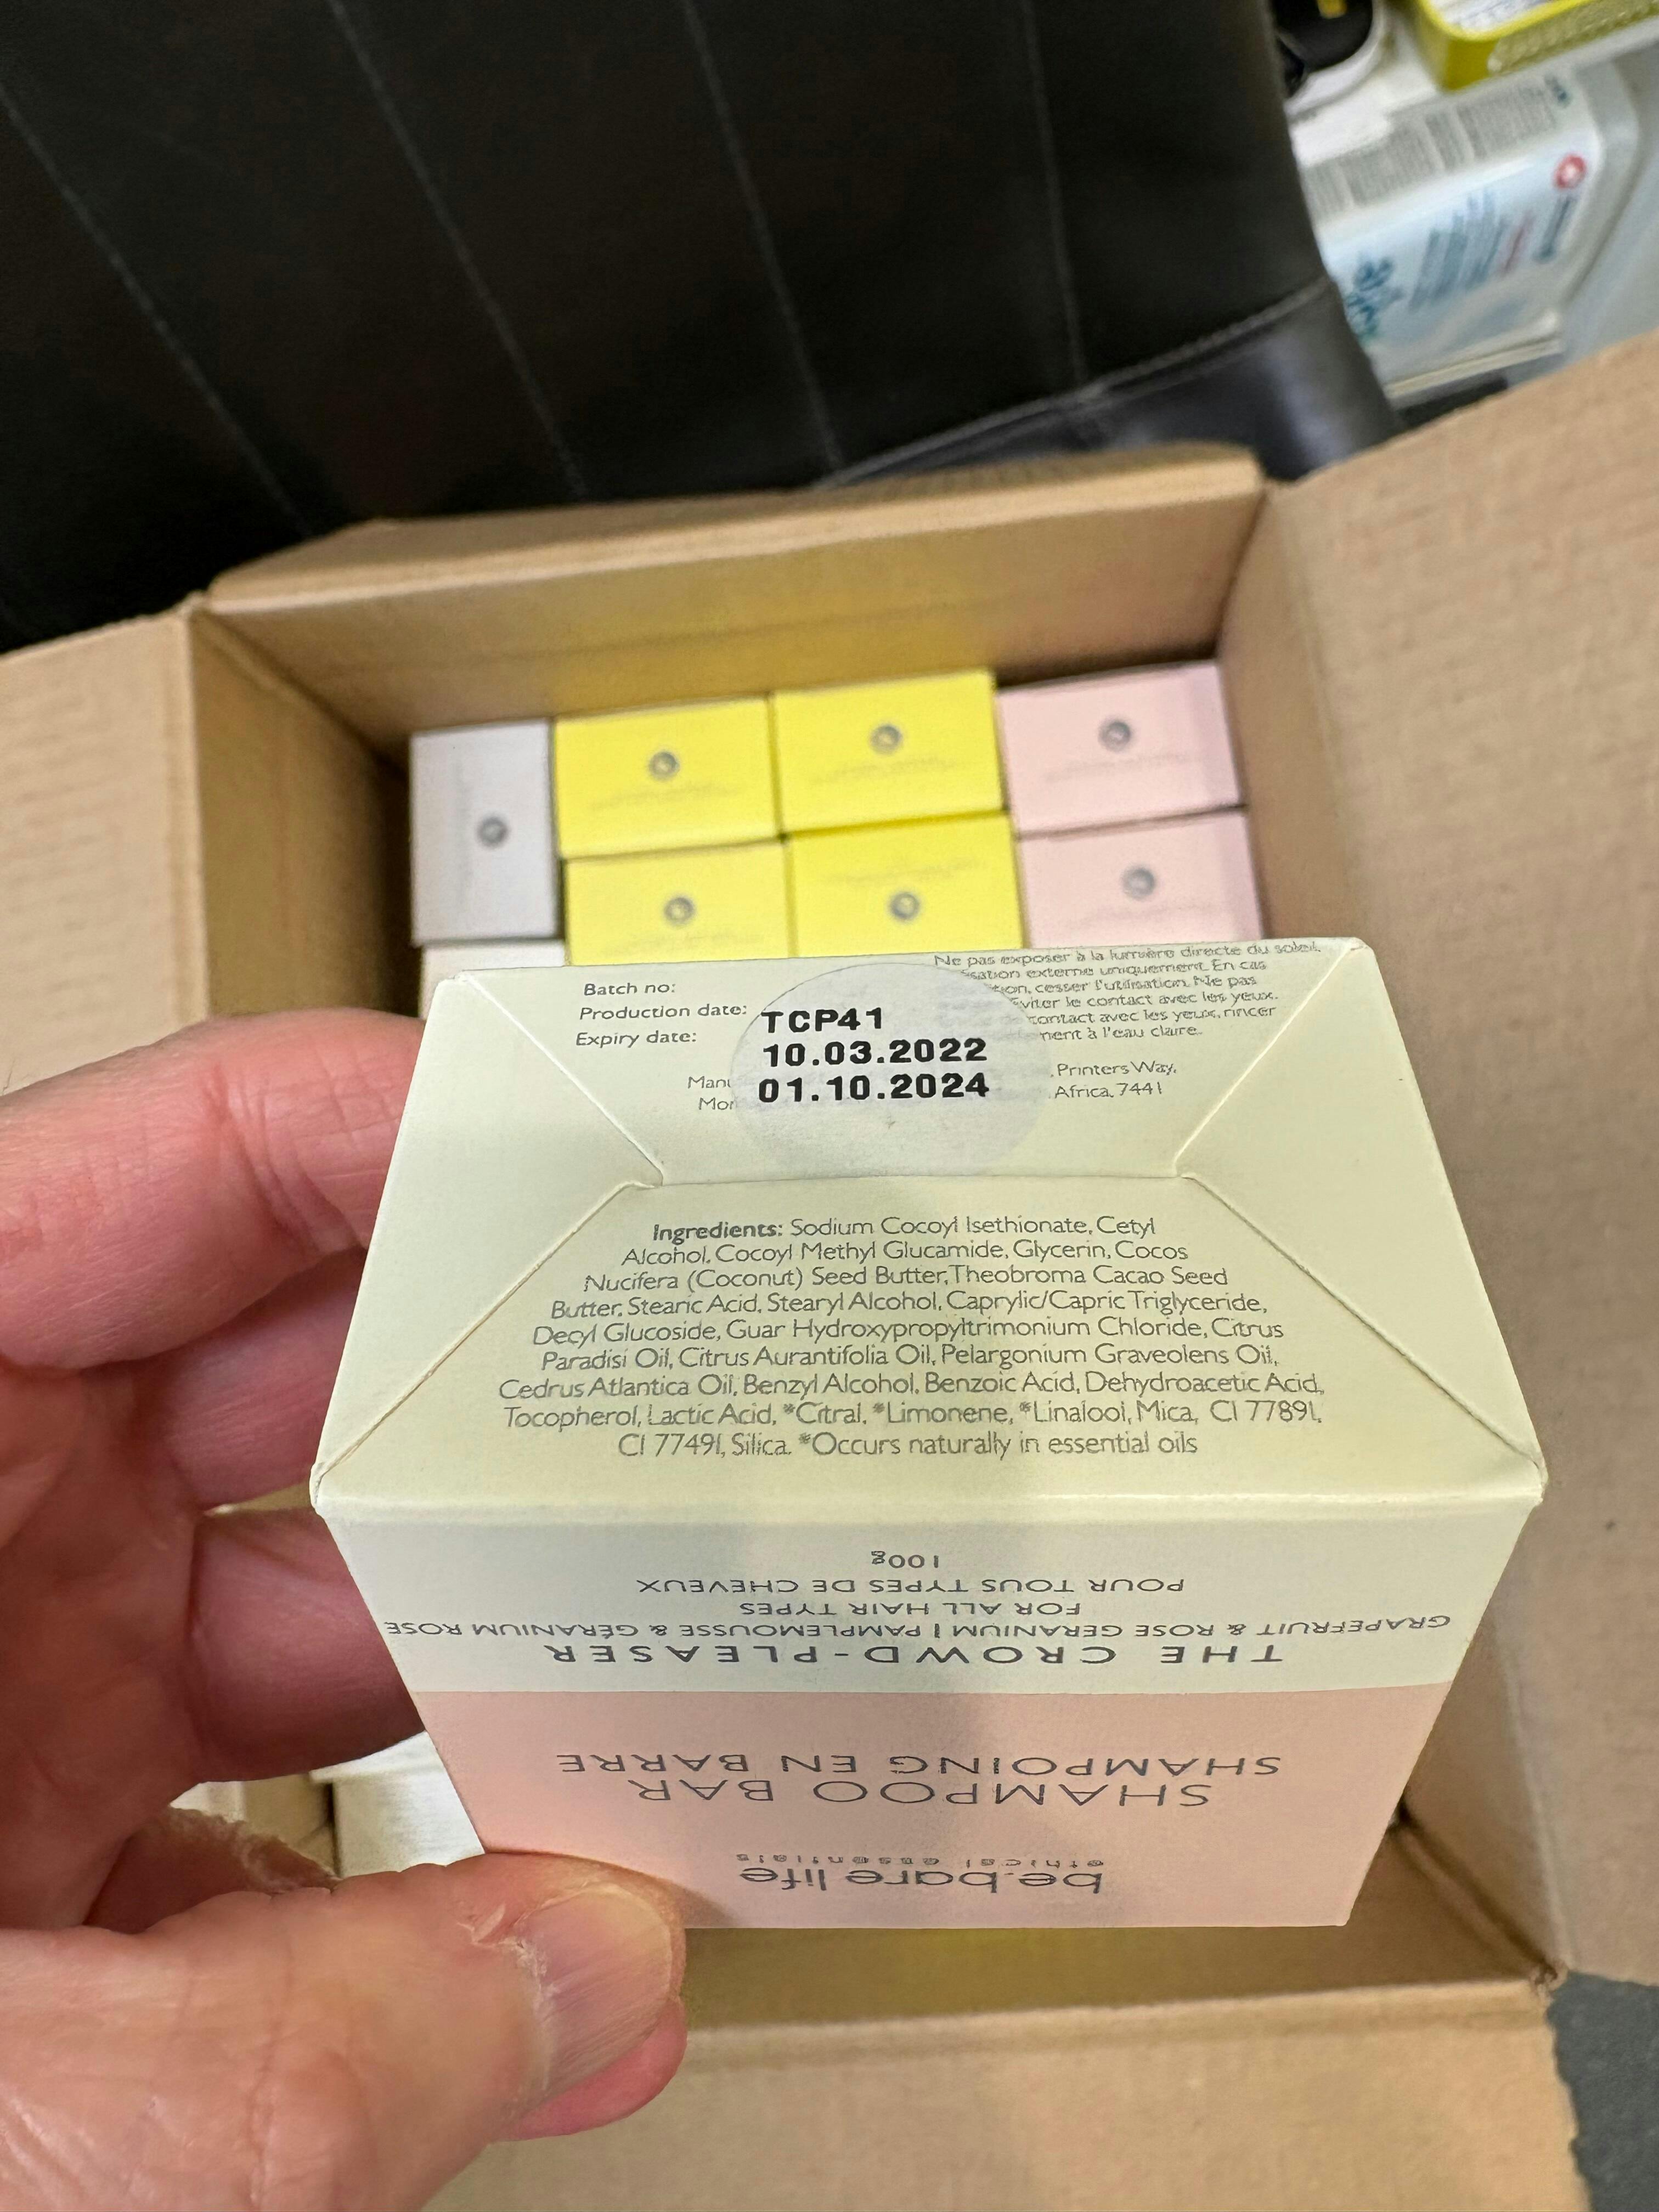 Ne pas exposer à la lumière directe du soleil.
externe uniquement. En cas
cesser l'utilisation. Ne pas
Éviter le contact avec les yeux.
contact avec les yeux, rincer
à l'eau claire.
Batch no:
Production date:
Expiry date:
TCP41
10.03.2022
01.10.2024
Printers Way,
Africa, 7441
Ingredients: Sodium Cocoyl Isethionate, Cetyl
Alcohol, Cocoyl Methyl Glucamide, Glycerin, Cocos
Nucifera (Coconut) Seed Butter, Theobroma Cacao Seed
Butter, Stearic Acid, Stearyl Alcohol, Caprylic/Capric Triglyceride,
Decyl Glucoside, Guar Hydroxypropyltrimonium Chloride, Citrus
Paradisi Oil, Citrus Aurantifolia Oil, Pelargonium Graveolens Oil,
Cedrus Atlantica Oil, Benzyl Alcohol, Benzoic Acid, Dehydroacetic Acid,
Tocopherol, Lactic Acid, *Citral, *Limonene, *Linalool, Mica, CI 77891,
CI 77491, Silica. *Occurs naturally in essential oils
be.bare life
ethical essentials
SHAMPOO BAR
SHAMPOING EN BARRE
THE CROWD-PLEASER
GRAPEFRUIT & ROSE GERANIUM | PAMPLEMOUSSE & GÉRANIUM ROSE
FOR ALL HAIR TYPES
POUR TOUS TYPES DE CHEVEUX
100g